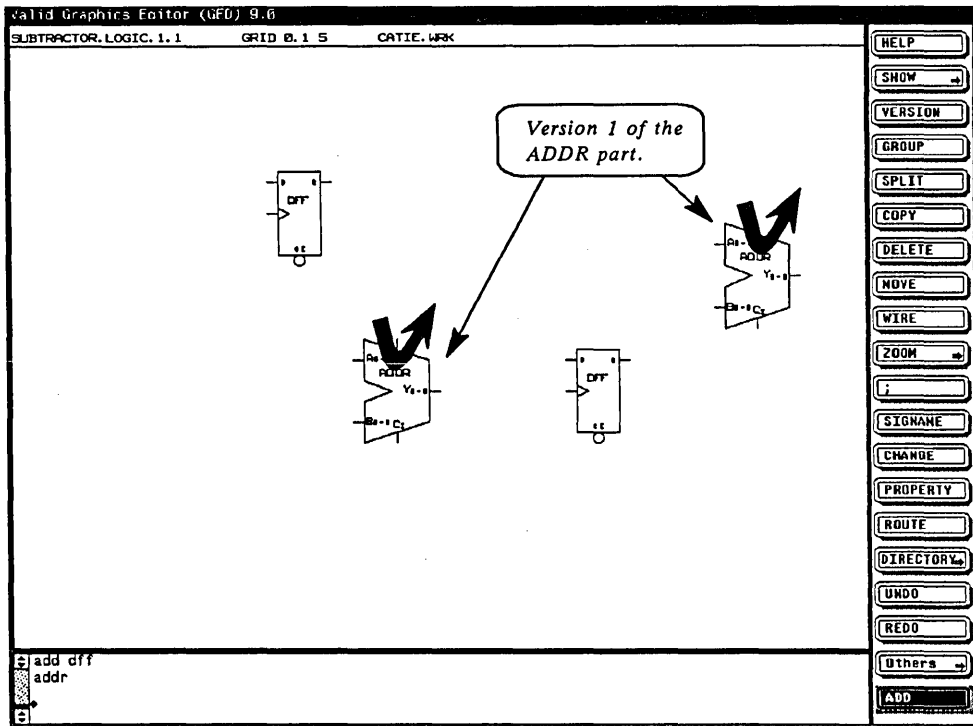 Valid Graphics Editor (GED) 9.0
SUBTRACTOR.LOGIC.1.1 GRID 0.1 5 CATIE.WRK
HELP
SHOW
VERSION
GROUP
SPLIT
COPY
DELETE
MOVE
WIRE
ZOOM
;
SIGNAME
CHANGE
PROPERTY
ROUTE
DIRECTORY
UNDO
REDO
Others
ADD
Version 1 of the
ADDR part.
DFF
ADDR
ADDR
DFF
add dff
addr